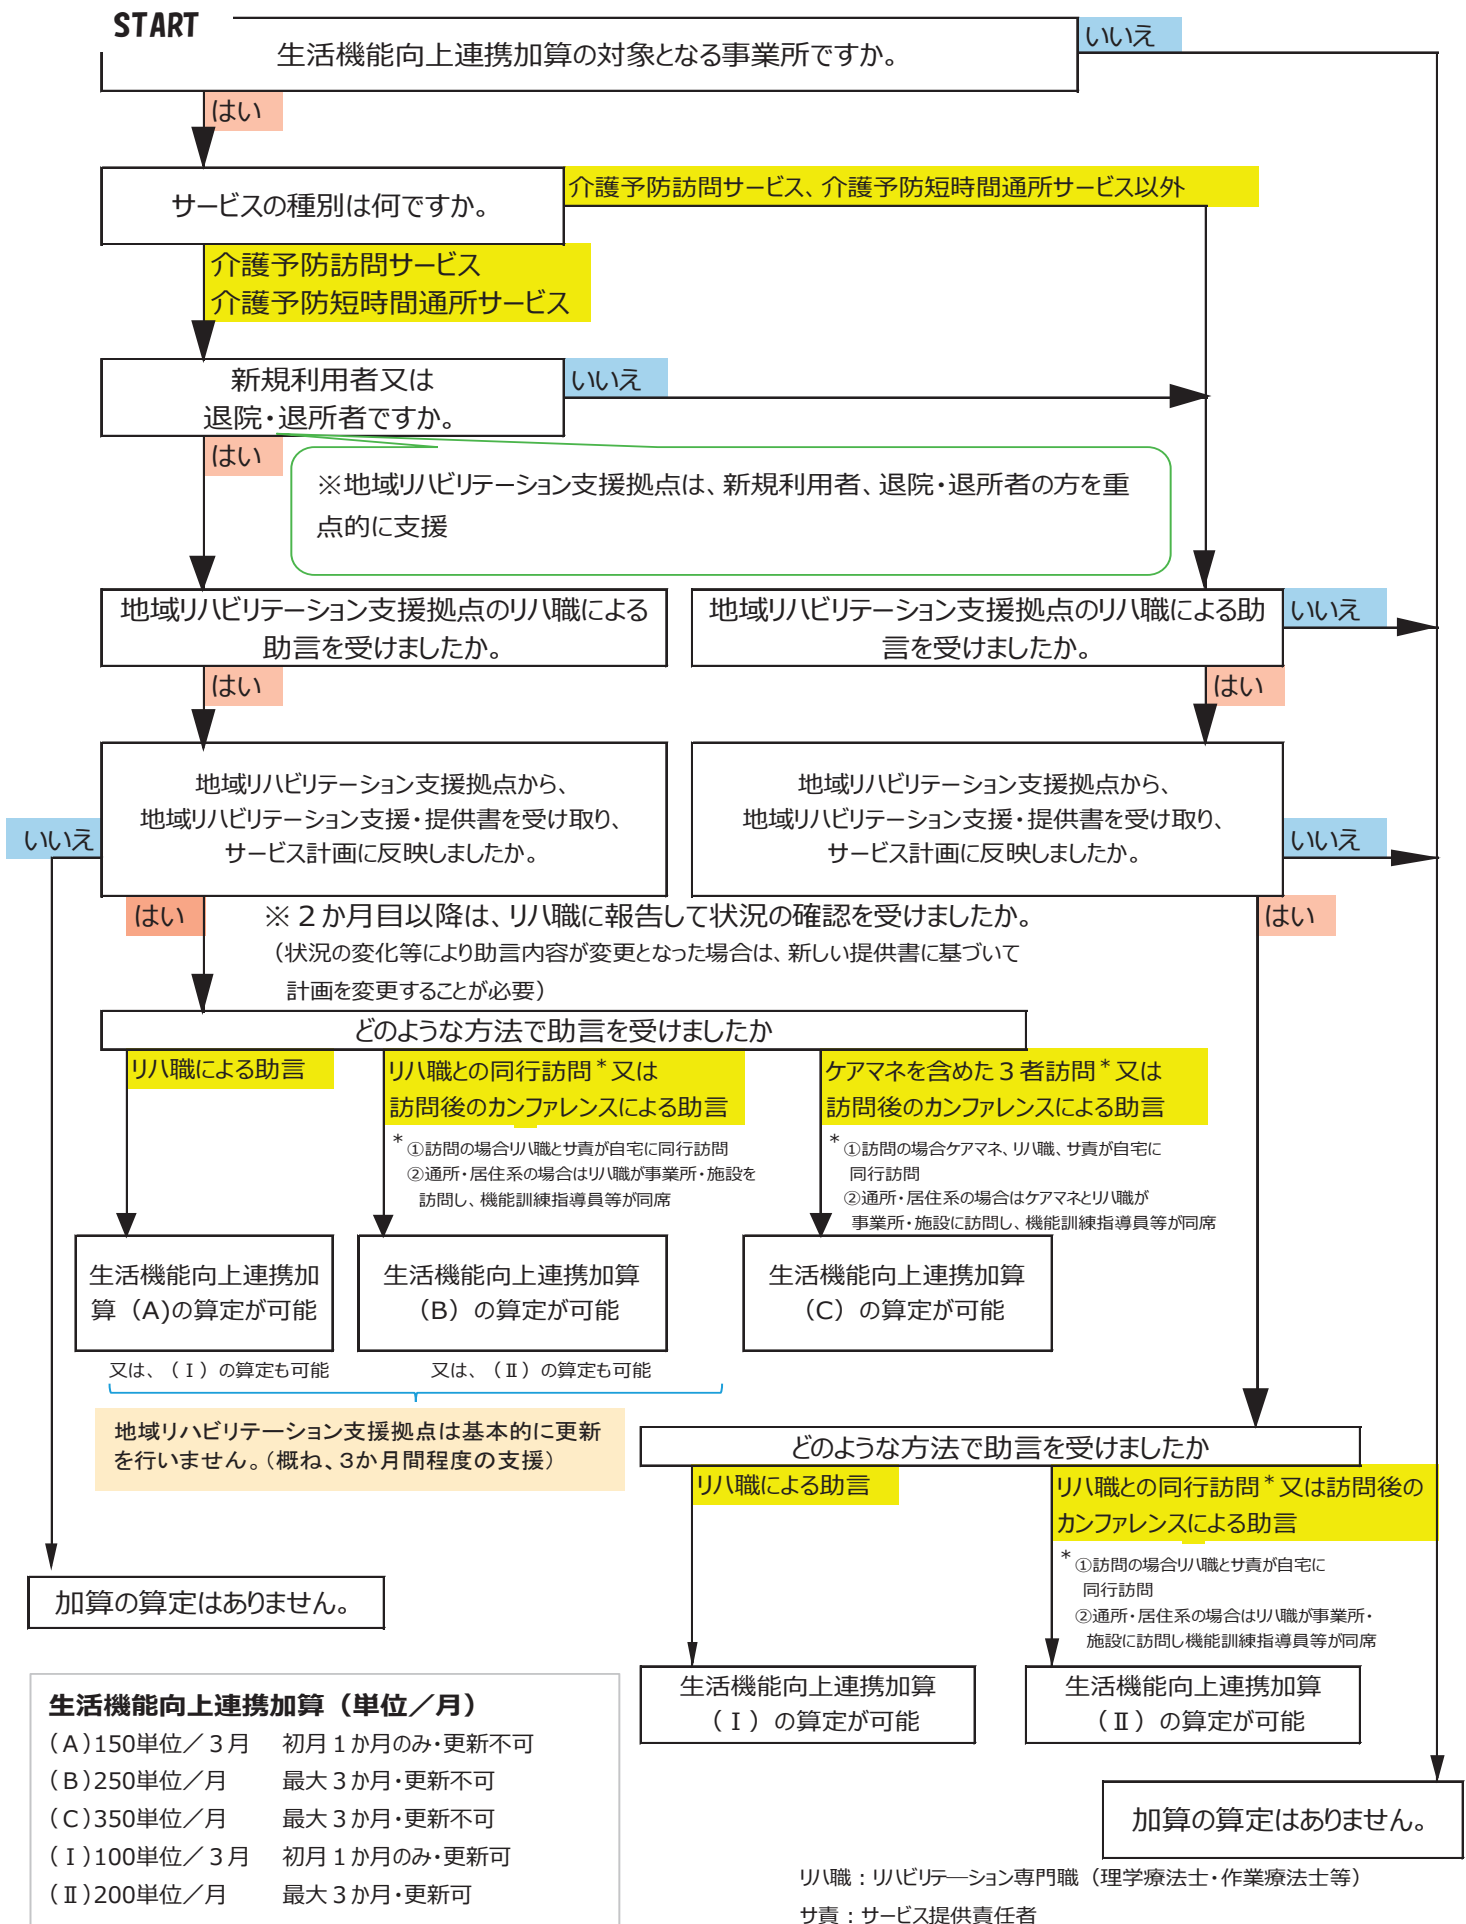 START
生活機能向上連携加算の対象となる事業所ですか。
いいえ
はい
サービスの種別は何ですか。
介護予防訪問サービス、介護予防短時間通所サービス以外
介護予防訪問サービス
介護予防短時間通所サービス
新規利用者又は
退院・退所者ですか。
いいえ
はい
※地域リハビリテーション支援拠点は、新規利用者、退院・退所者の方を重
点的に支援
地域リハビリテーション支援拠点のリハ職による
助言を受けましたか。
地域リハビリテーション支援拠点のリハ職による助
言を受けましたか。
いいえ
はい
はい
地域リハビリテーション支援拠点から、
地域リハビリテーション支援・提供書を受け取り、
サービス計画に反映しましたか。
いいえ
地域リハビリテーション支援拠点から、
地域リハビリテーション支援・提供書を受け取り、
サービス計画に反映しましたか。
いいえ
はい
※２か月目以降は、リハ職に報告して状況の確認を受けましたか。
（状況の変化等により助言内容が変更となった場合は、新しい提供書に基づいて
計画を変更することが必要）
はい
どのような方法で助言を受けましたか
リハ職による助言
リハ職との同行訪問*又は
訪問後のカンファレンスによる助言
*①訪問の場合リハ職とサ責が自宅に同行訪問
②通所・居住系の場合はリハ職が事業所・施設を
訪問し、機能訓練指導員等が同席
ケアマネを含めた３者訪問*又は
訪問後のカンファレンスによる助言
*①訪問の場合ケアマネ、リハ職、サ責が自宅に
同行訪問
②通所・居住系の場合はケアマネとリハ職が
事業所・施設に訪問し、機能訓練指導員等が同席
生活機能向上連携加
算（A)の算定が可能
生活機能向上連携加算
（B）の算定が可能
生活機能向上連携加算
（C）の算定が可能
又は、（Ⅰ）の算定も可能
又は、（Ⅱ）の算定も可能
地域リハビリテーション支援拠点は基本的に更新
を行いません。（概ね、3か月間程度の支援）
どのような方法で助言を受けましたか
リハ職による助言
リハ職との同行訪問*又は訪問後の
カンファレンスによる助言
*①訪問の場合リハ職とサ責が自宅に
同行訪問
②通所・居住系の場合はリハ職が事業所・
施設に訪問し機能訓練指導員等が同席
加算の算定はありません。
生活機能向上連携加算
（Ⅰ）の算定が可能
生活機能向上連携加算
（Ⅱ）の算定が可能
加算の算定はありません。
生活機能向上連携加算（単位／月）
（A）150単位／３月　初月１か月のみ・更新不可
（B）250単位／月　最大３か月・更新不可
（C）350単位／月　最大３か月・更新不可
（Ⅰ）100単位／３月　初月１か月のみ・更新可
（Ⅱ）200単位／月　最大３か月・更新可
リハ職：リハビリテ―ション専門職（理学療法士・作業療法士等）
サ責：サービス提供責任者